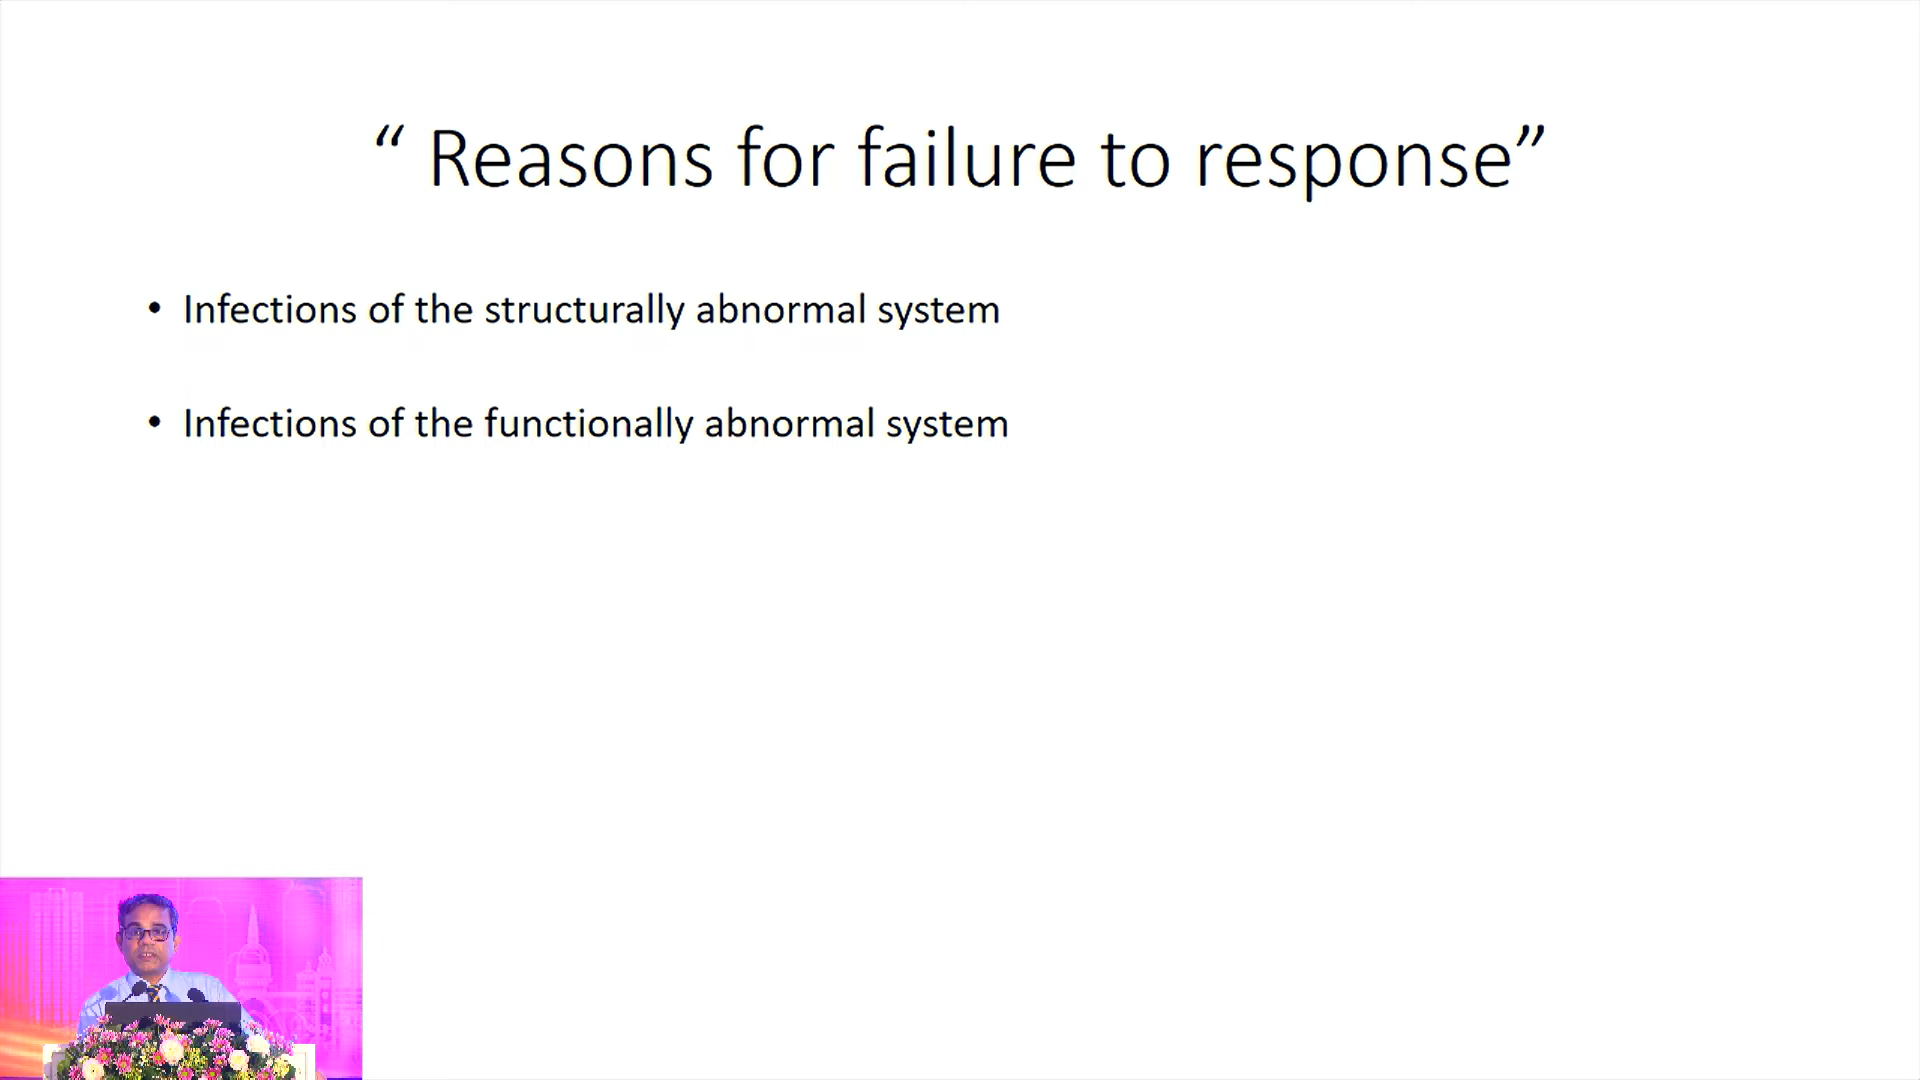 “ Reasons for failure to response”
• Infections of the structurally abnormal system
• Infections of the functionally abnormal system